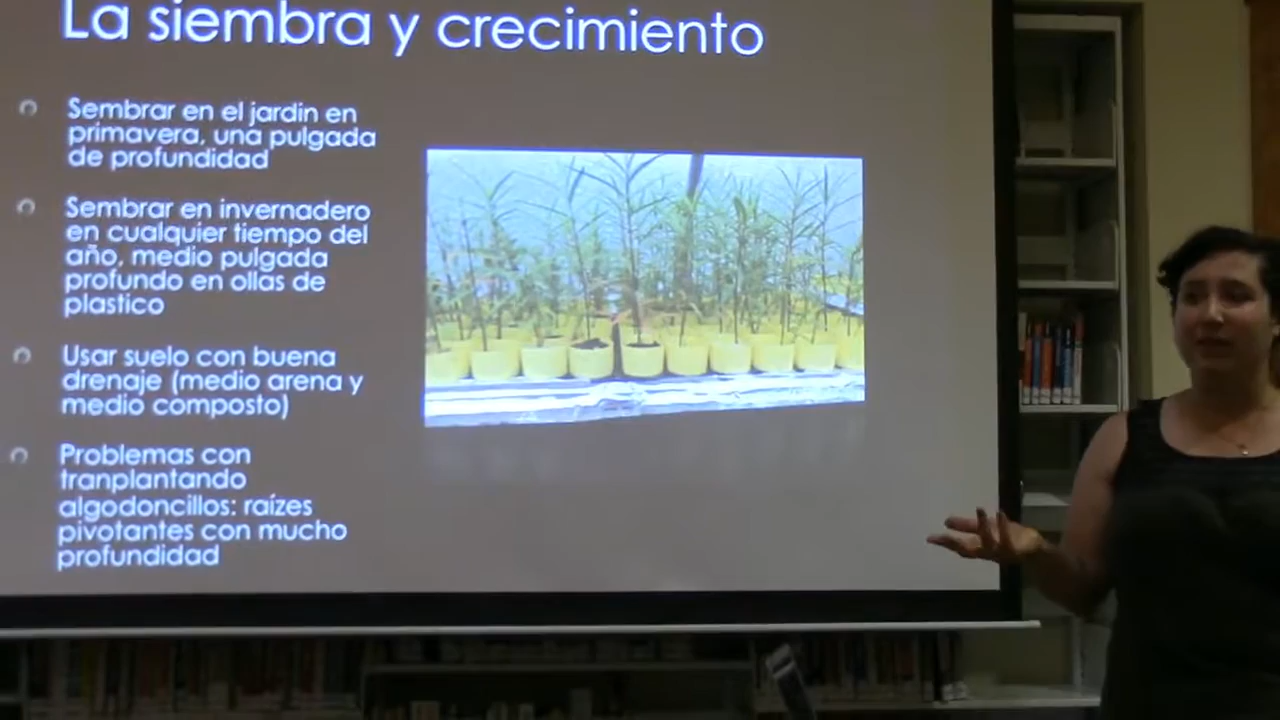 La siembra y crecimiento
Sembrar en el jardin en
primavera, una pulgada
de profundidad
Sembrar en invernadero
en cualquier tiempo del
año, medio pulgada
profundo en ollas de
plastico
Usar suelo con buena
drenaje (medio arena y
medio composto)
Problemas con
tranplantando
algodoncillos: raízes
pivotantes con mucho
profundidad